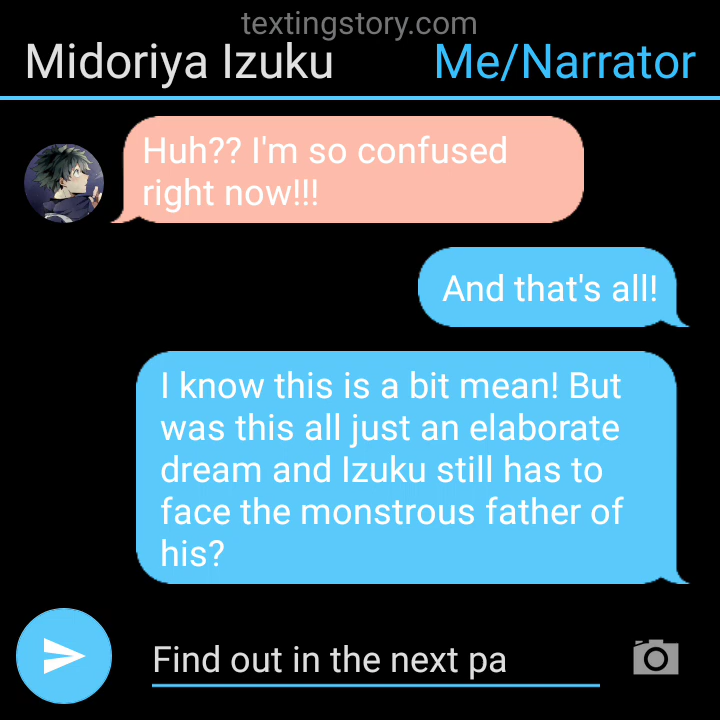 textingstory.com
Midoriya Izuku Me/Narrator
Huh?? I'm so confused
right now!!!
And that's all!
I know this is a bit mean! But
was this all just an elaborate
dream and Izuku still has to
face the monstrous father of
his?
Find out in the next pa